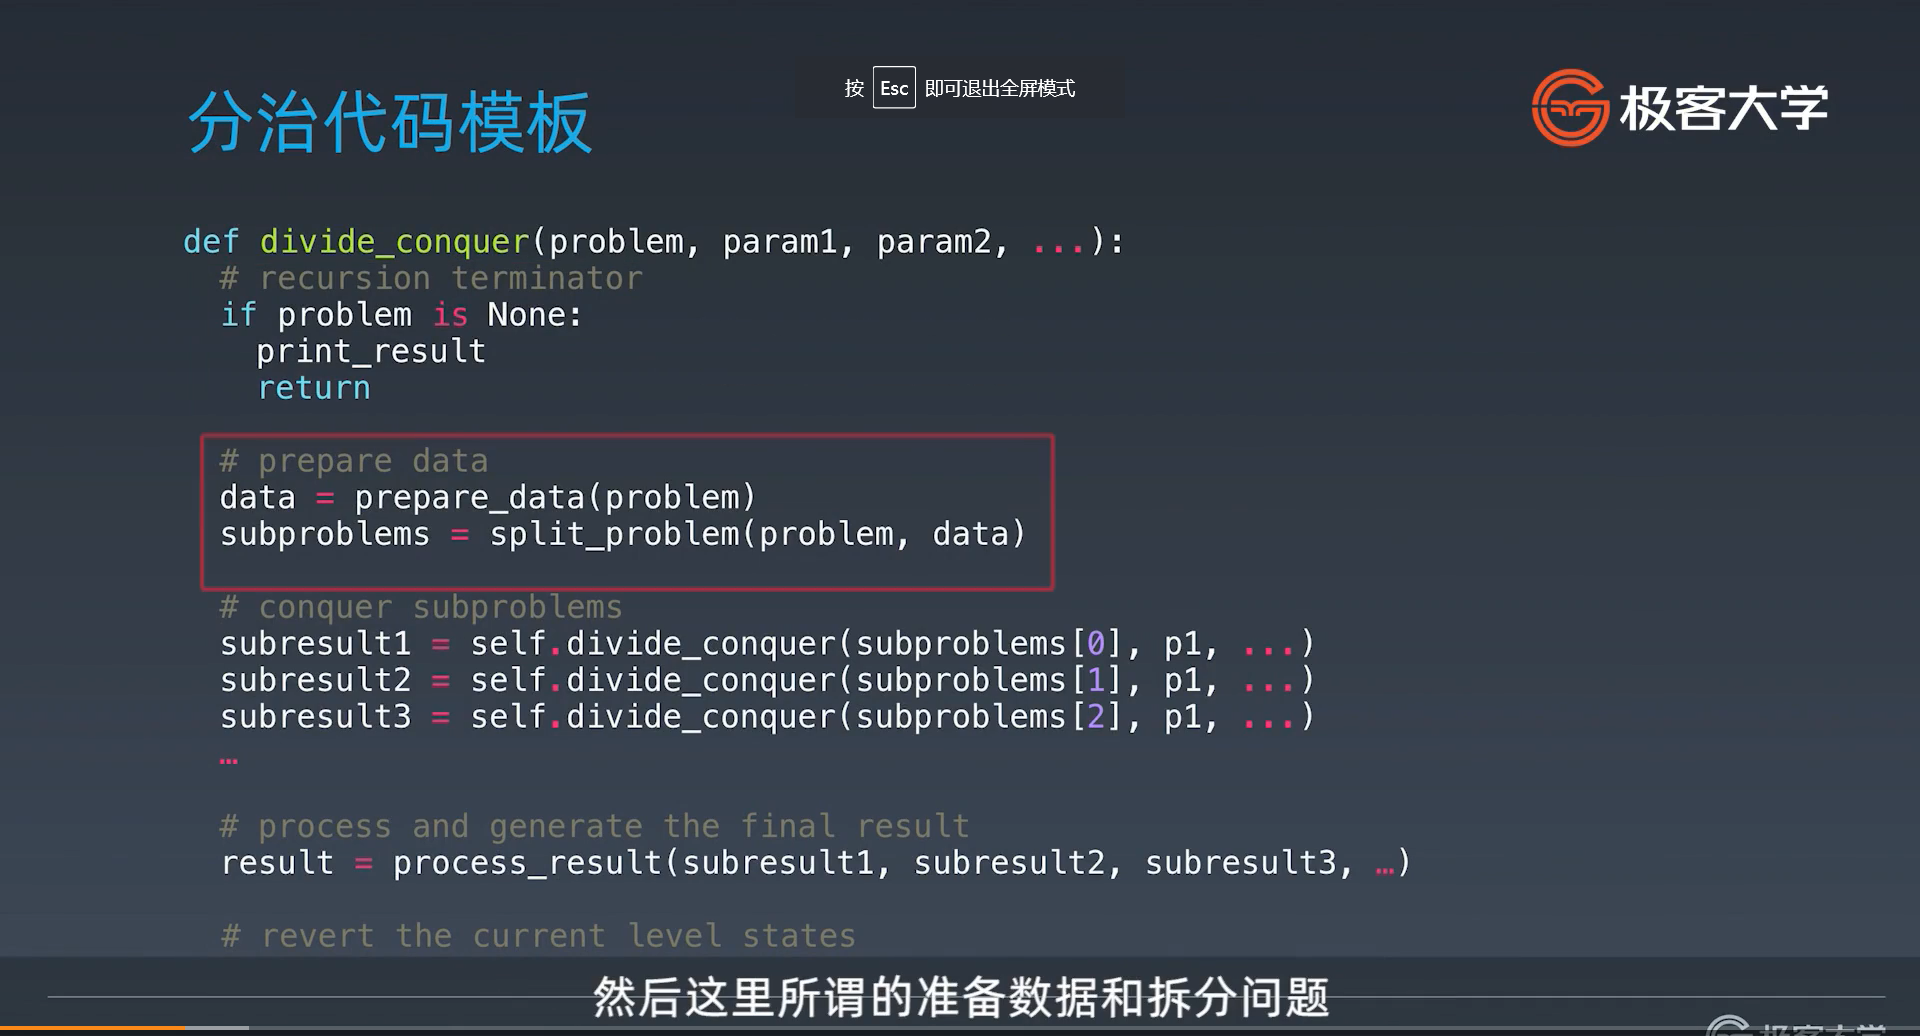 按 Esc 即可退出全屏模式
极客大学
分治代码模板
def divide_conquer(problem, param1, param2, ...):
# recursion terminator
if problem is None:
print_result
return
# prepare data
data = prepare_data(problem)
subproblems = split_problem(problem, data)
# conquer subproblems
subresult1 = self.divide_conquer(subproblems[0], p1, ...)
subresult2 = self.divide_conquer(subproblems[1], p1, ...)
subresult3 = self.divide_conquer(subproblems[2], p1, ...)
…
# process and generate the final result
result = process_result(subresult1, subresult2, subresult3, …)
# revert the current level states
然后这里所谓的准备数据和拆分问题
极客大学